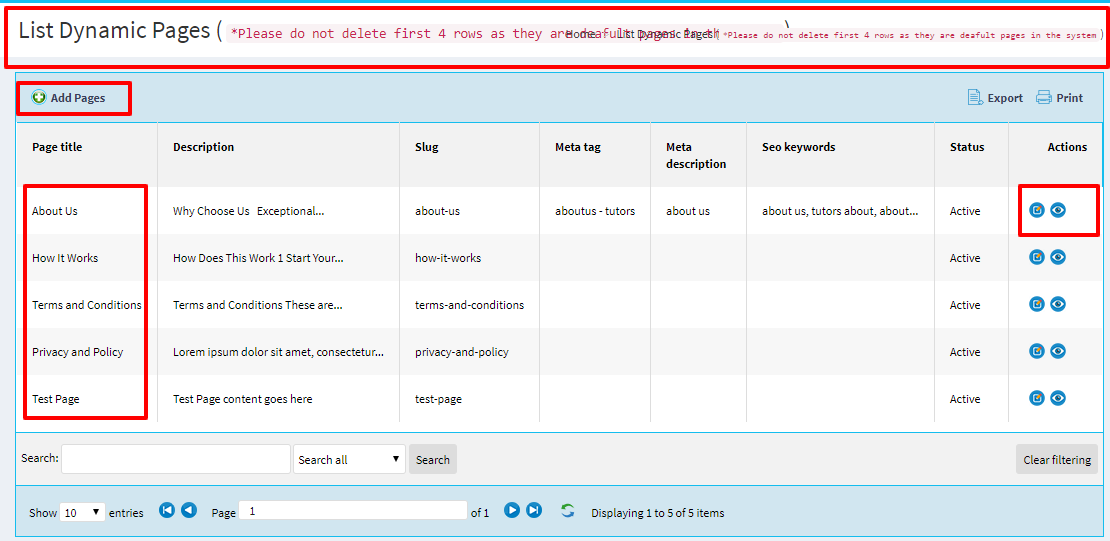 List Dynamic Pages ( *Please do not delete first 4 rows as they are deafult pages in th )
Home List Dynamic Pages ( *Please do not delete first 4 rows as they are deafult pages in the system )
Add Pages Export Print
Page title Description Slug Meta tag Meta description Seo keywords Status Actions
About Us Why Choose Us Exceptional... about-us aboutus - tutors about us about us, tutors about, about... Active
How It Works How Does This Work 1 Start Your... how-it-works Active
Terms and Conditions Terms and Conditions These are... terms-and-conditions Active
Privacy and Policy Lorem ipsum dolor sit amet, consectetur... privacy-and-policy Active
Test Page Test Page content goes here test-page Active
Search: Search all Search Clear filtering
Show 10 entries Page 1 of 1 Displaying 1 to 5 of 5 items